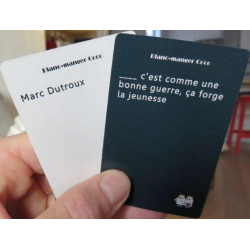 Blanc-manger Coco
Marc Dutroux
Blanc-manger Coco
____ c'est comme une
bonne guerre, ça forge
la jeunesse